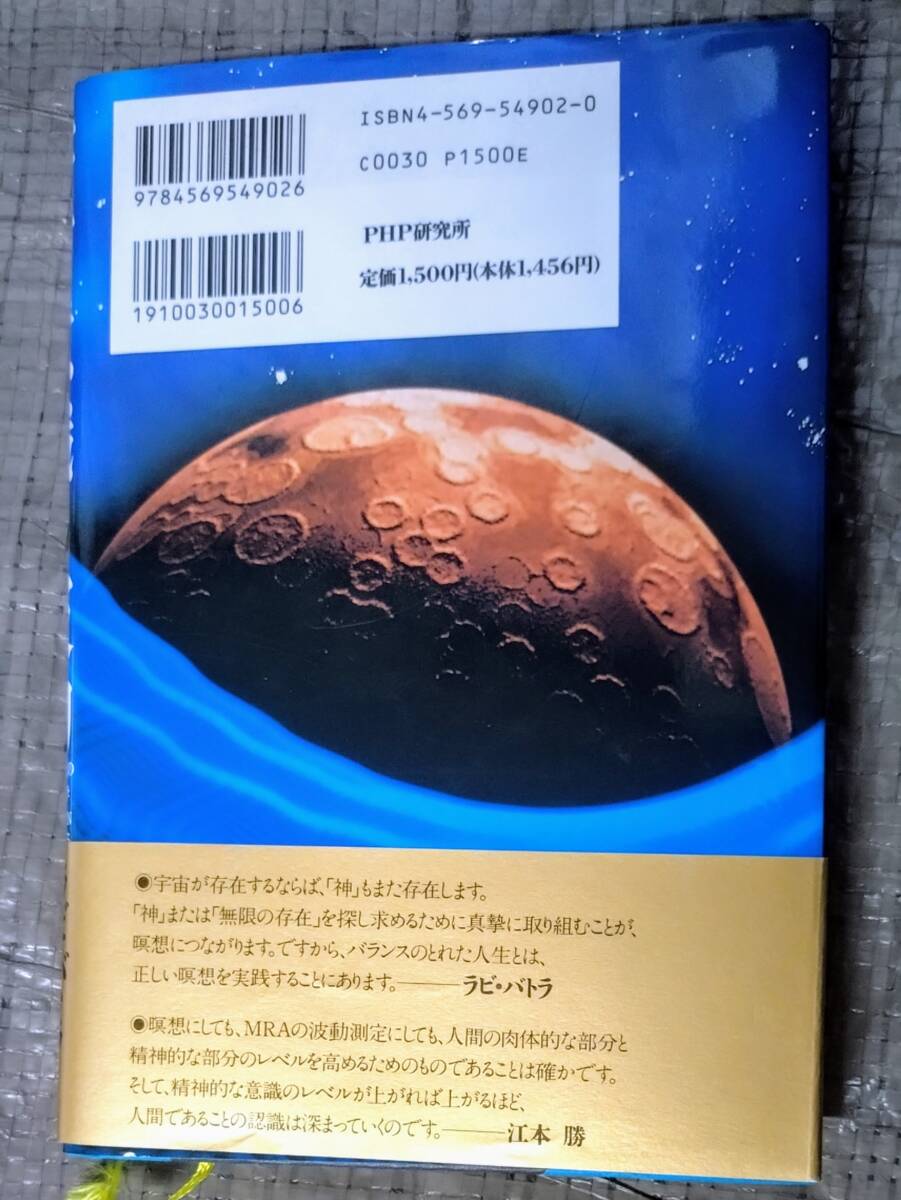 ISBN4-569-54902-0
C0030 P1500E
9784569549026
PHP研究所
定価1,500円(本体1,456円)
1910030015006
●宇宙が存在するならば、「神」もまた存在します。
「神」または「無限の存在」を探し求めるために真摯に取り組むことが、
瞑想につながります。ですから、バランスのとれた人生とは、
正しい瞑想を実践することにあります。——ラビ・バトラ
●瞑想にしても、MRAの波動測定にしても、人間の肉体的な部分と
精神的な部分のレベルを高めるためのものであることは確かです。
そして、精神的な意識のレベルが上がれば上がるほど、
人間であることの認識は深まっていくのです。——江本 勝